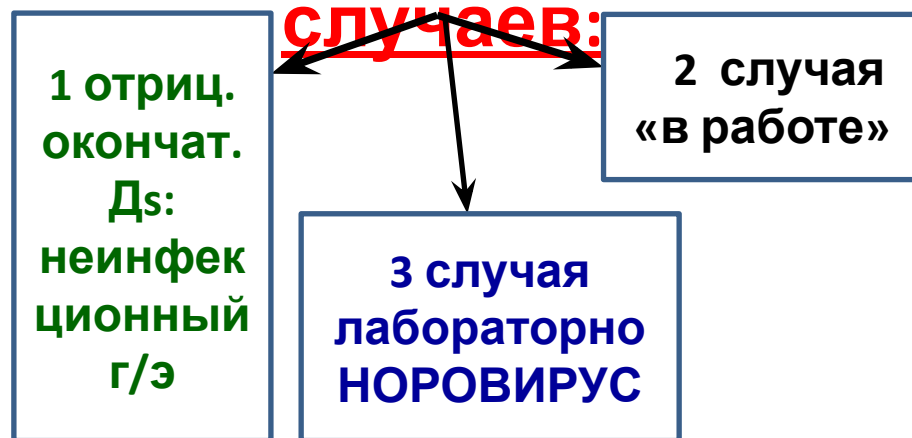 случаев:
1 отриц.
окончат.
Дs:
неинфек
ционный
г/э
3 случая
лабораторно
НОРОВИРУС
2 случая
«в работе»